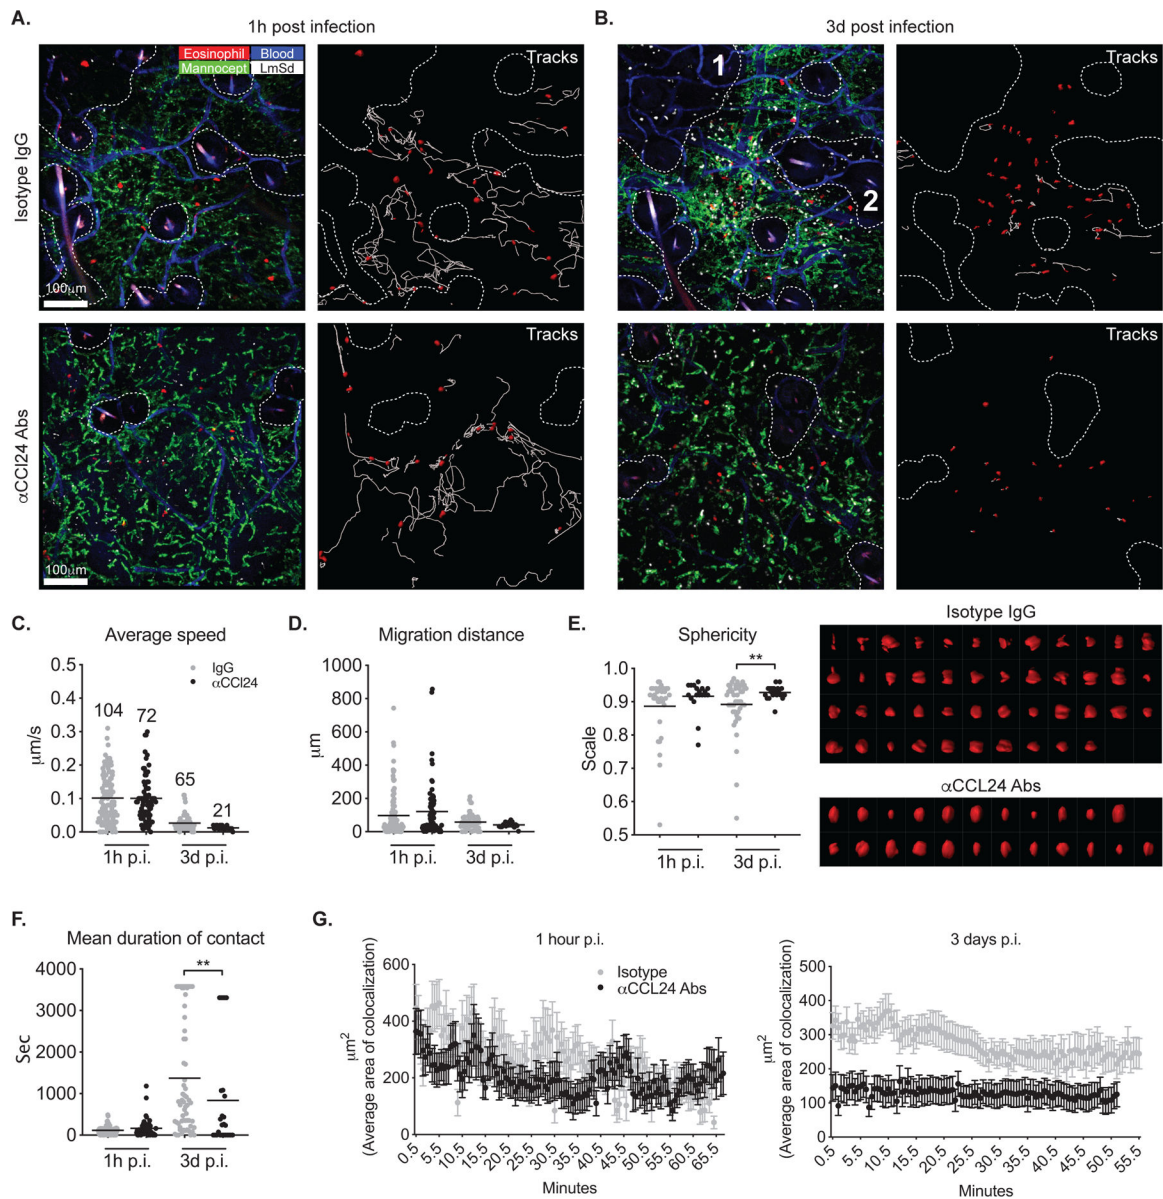 A.
1h post infection
B.
3d post infection
Isotype IgG
Eosinophil Blood
Mannocept LmSd
100μm
Tracks
1
2
Tracks
αCCl24 Abs
100μm
Tracks
Tracks
C.
Average speed
IgG
αCCl24
μm/s
0.5
0.4
0.3
0.2
0.1
0.0
104
72
65
21
1h p.i.
3d p.i.
D.
Migration distance
μm
1000
800
600
400
200
0
1h p.i.
3d p.i.
E.
Sphericity
**
Scale
1.0
0.9
0.8
0.7
0.6
0.5
1h p.i.
3d p.i.
Isotype IgG
αCCL24 Abs
F.
Mean duration of contact
**
Sec
4000
3000
2000
1000
0
1h p.i.
3d p.i.
G.
1 hour p.i.
Isotype
αCCL24 Abs
μm²
(Average area of colocalization)
600
400
200
0
0.5
5.5
10.5
15.5
20.5
25.5
30.5
35.5
40.5
45.5
50.5
55.5
60.5
65.5
Minutes
3 days p.i.
μm²
(Average area of colocalization)
500
400
300
200
100
0
0.5
5.5
10.5
15.5
20.5
25.5
30.5
35.5
40.5
45.5
50.5
55.5
Minutes